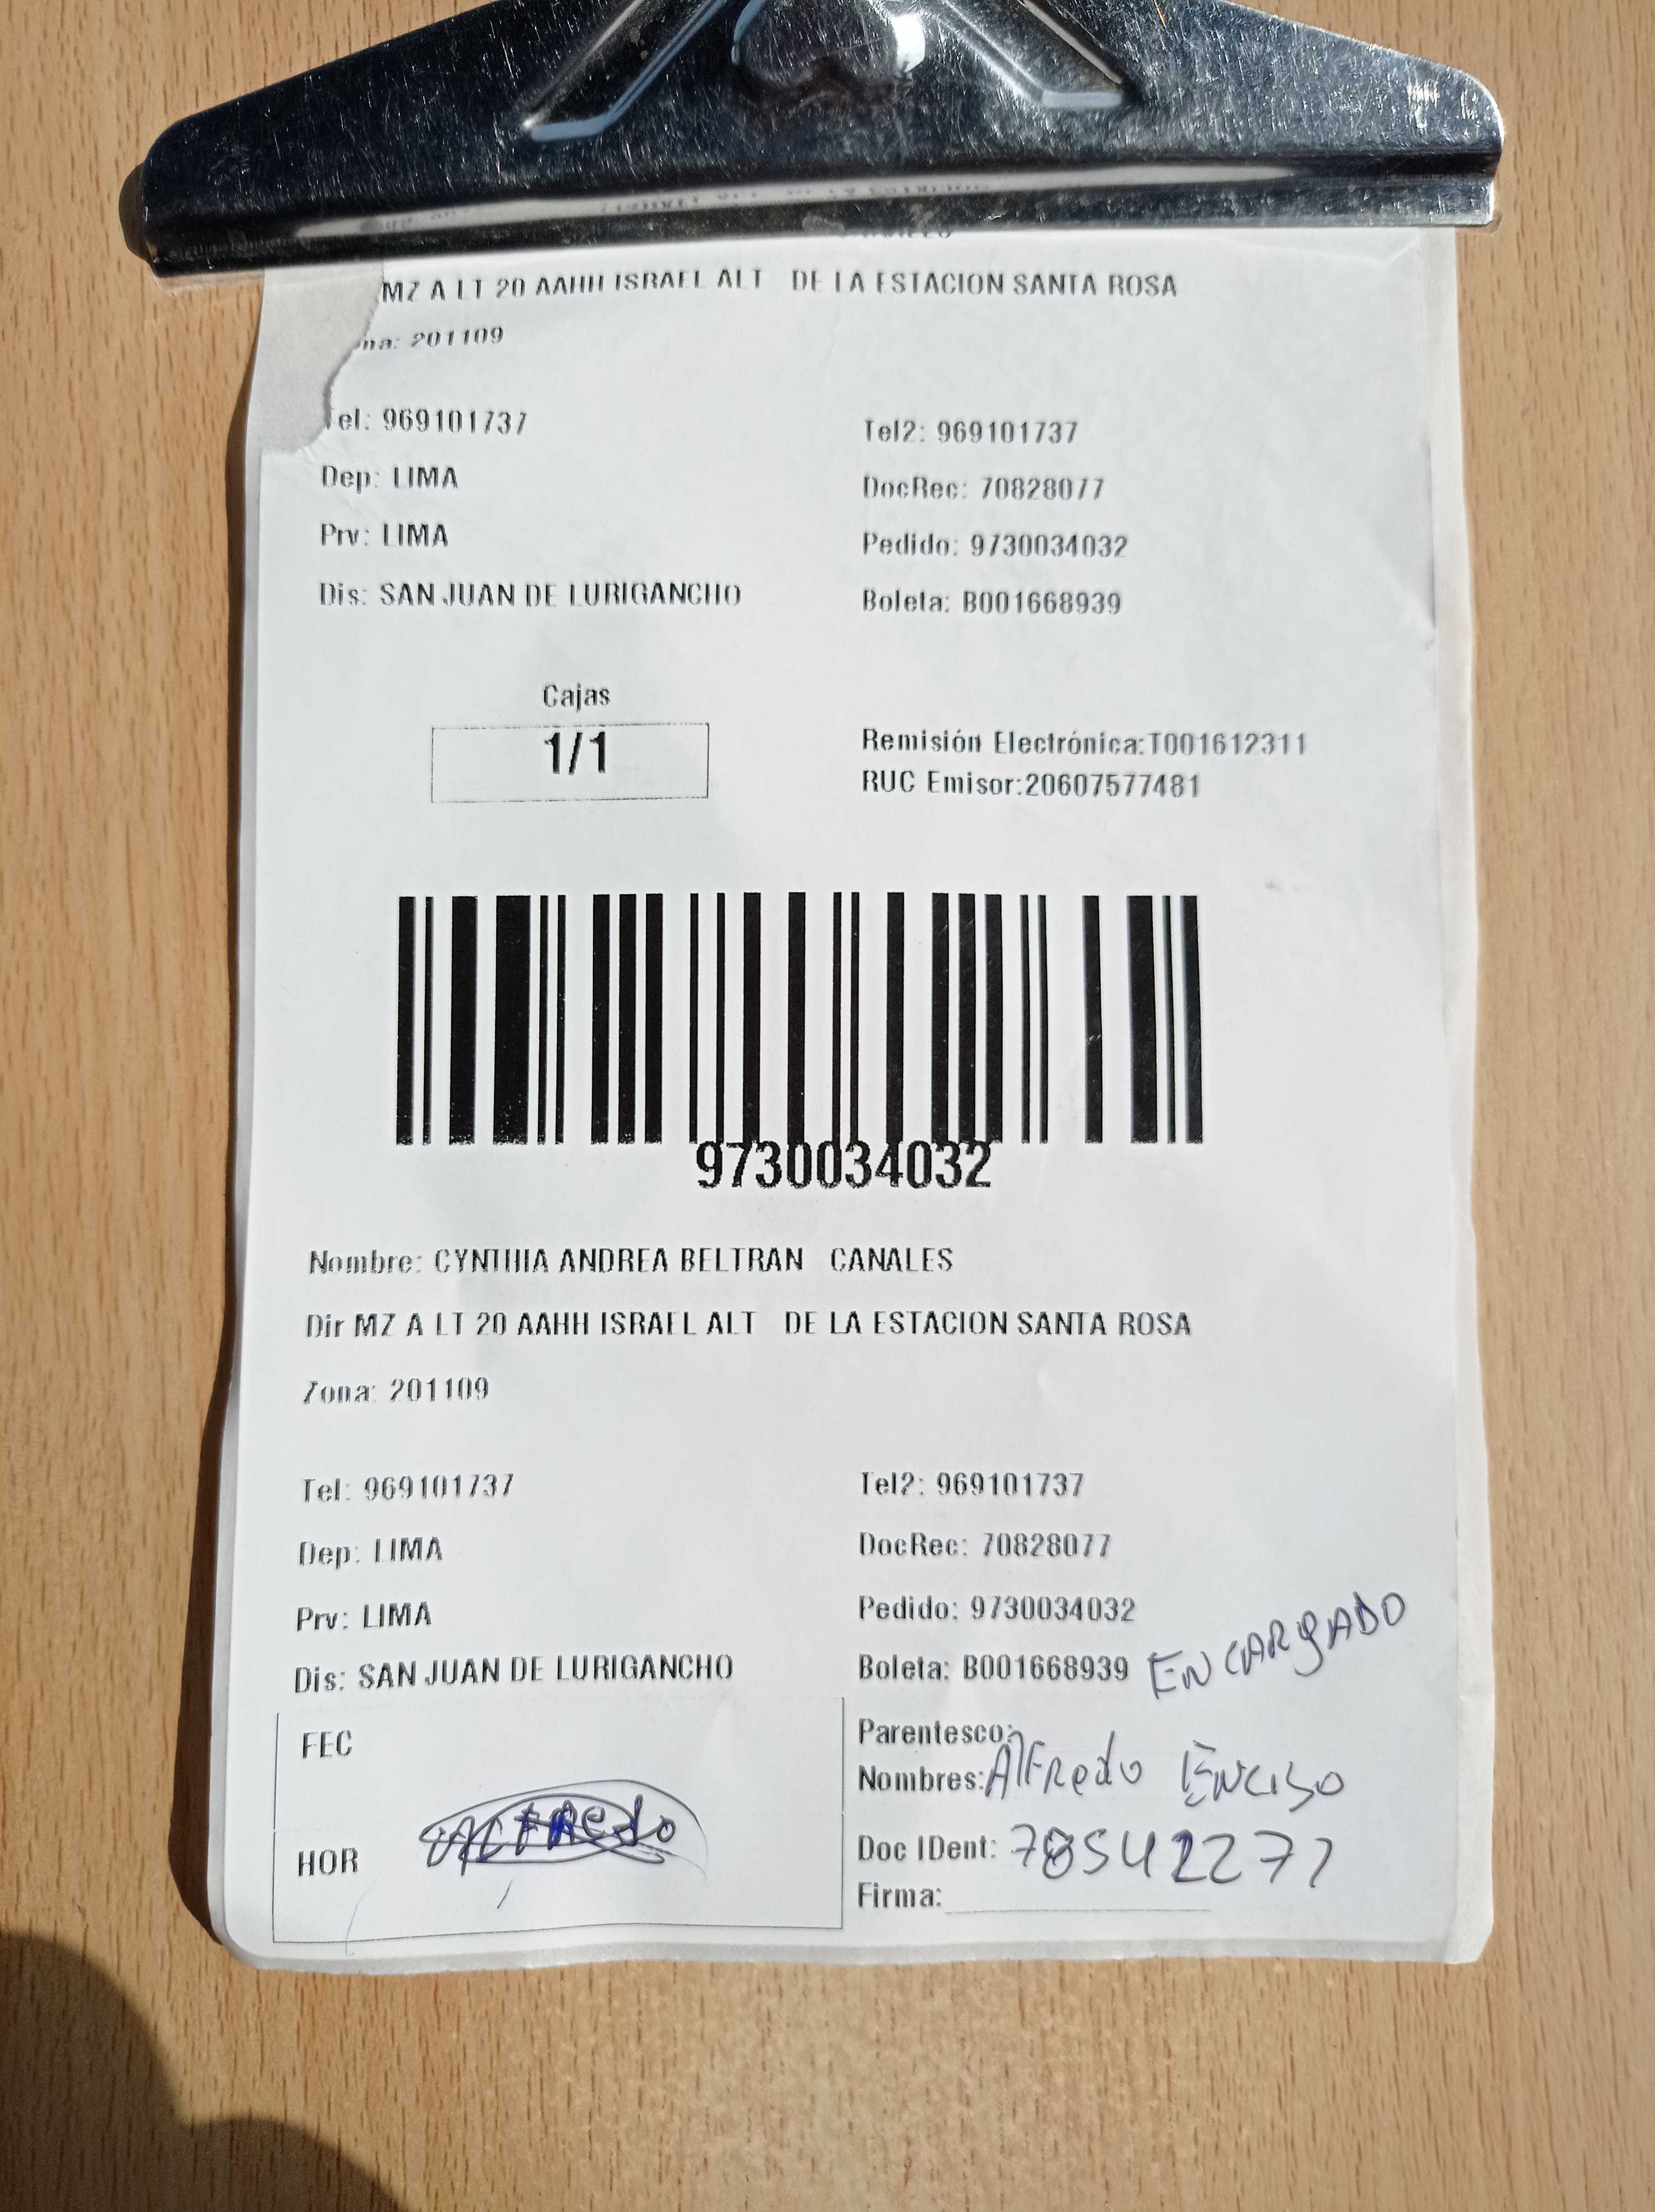 MZ A LT 20 AAHH ISRAEL ALT DE LA ESTACION SANTA ROSA
na: 201109
Tel: 969101737 Tel2: 969101737
Dep: LIMA DocRec: 70828077
Prv: LIMA Pedido: 9730034032
Dis: SAN JUAN DE LURIGANCHO Boleta: B001668939
Cajas
1/1
Remisión Electrónica:T001612311
RUC Emisor:20607577481
9730034032
Nombre: CYNTHIA ANDREA BELTRAN CANALES
Dir MZ A LT 20 AAHH ISRAEL ALT DE LA ESTACION SANTA ROSA
Zona: 201109
Tel: 969101737 Tel2: 969101737
Dep: LIMA DocRec: 70828077
Prv: LIMA Pedido: 9730034032
Dis: SAN JUAN DE LURIGANCHO Boleta: B001668939 ENCARgADO
FEC Parentesco:
Nombres: AlFRedo ENCISO
HOR Alfredo Doc IDent: 78542277
Firma: